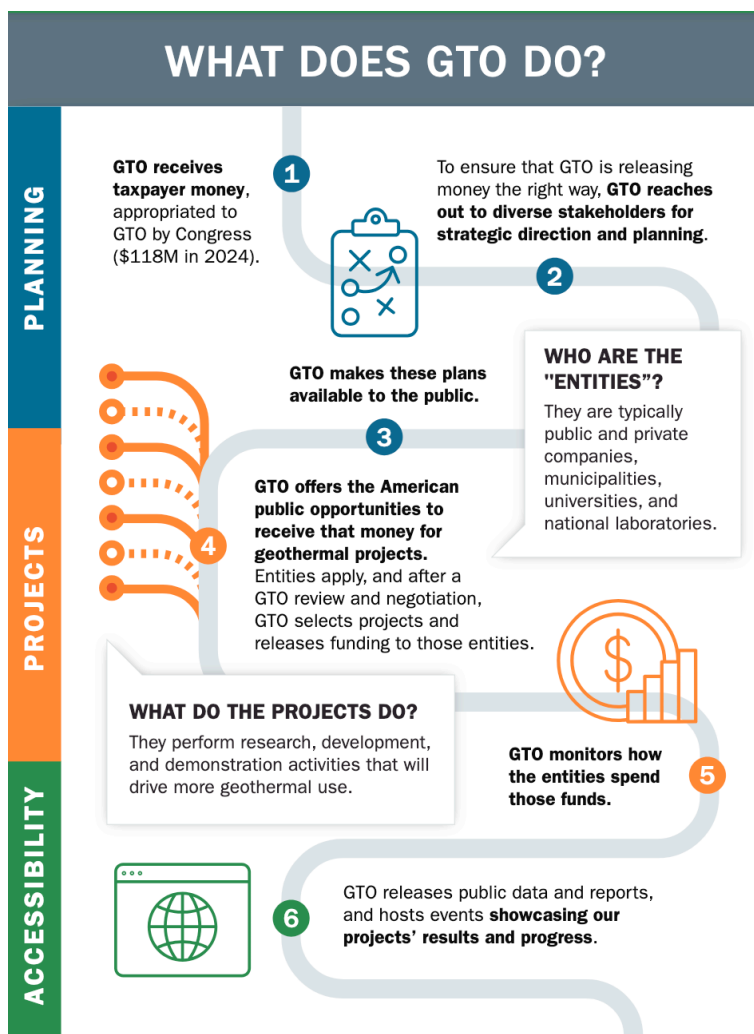 WHAT DOES GTO DO?
PLANNING
1
GTO receives
taxpayer money,
appropriated to
GTO by Congress
($118M in 2024).
To ensure that GTO is releasing
money the right way, GTO reaches
out to diverse stakeholders for
strategic direction and planning.
2
GTO makes these plans
available to the public.
3
WHO ARE THE
"ENTITIES”?
They are typically
public and private
companies,
municipalities,
universities, and
national laboratories.
PROJECTS
4
GTO offers the American
public opportunities to
receive that money for
geothermal projects.
Entities apply, and after a
GTO review and negotiation,
GTO selects projects and
releases funding to those entities.
$
WHAT DO THE PROJECTS DO?
They perform research, development,
and demonstration activities that will
drive more geothermal use.
GTO monitors how
the entities spend
those funds.
5
ACCESSIBILITY
6
GTO releases public data and reports,
and hosts events showcasing our
projects’ results and progress.